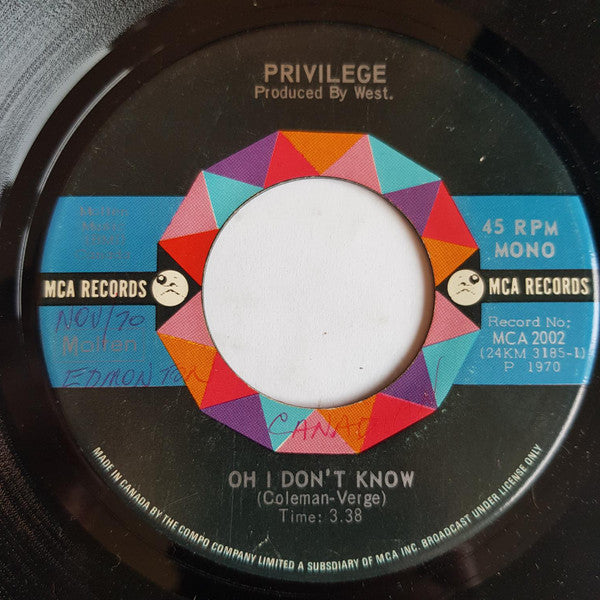 PRIVILEGE
Produced By West.
45 RPM
MONO
MCA RECORDS
MCA RECORDS
NOV/70
Molten
EDMONTON
CANADA
Record No:
MCA 2002
(24KM 3185-1)
P 1970
OH I DON'T KNOW
(Coleman-Verge)
Time: 3.38
MADE IN CANADA BY THE COMPO COMPANY LIMITED A SUBSIDIARY OF MCA INC. BROADCAST UNDER LICENSE ONLY